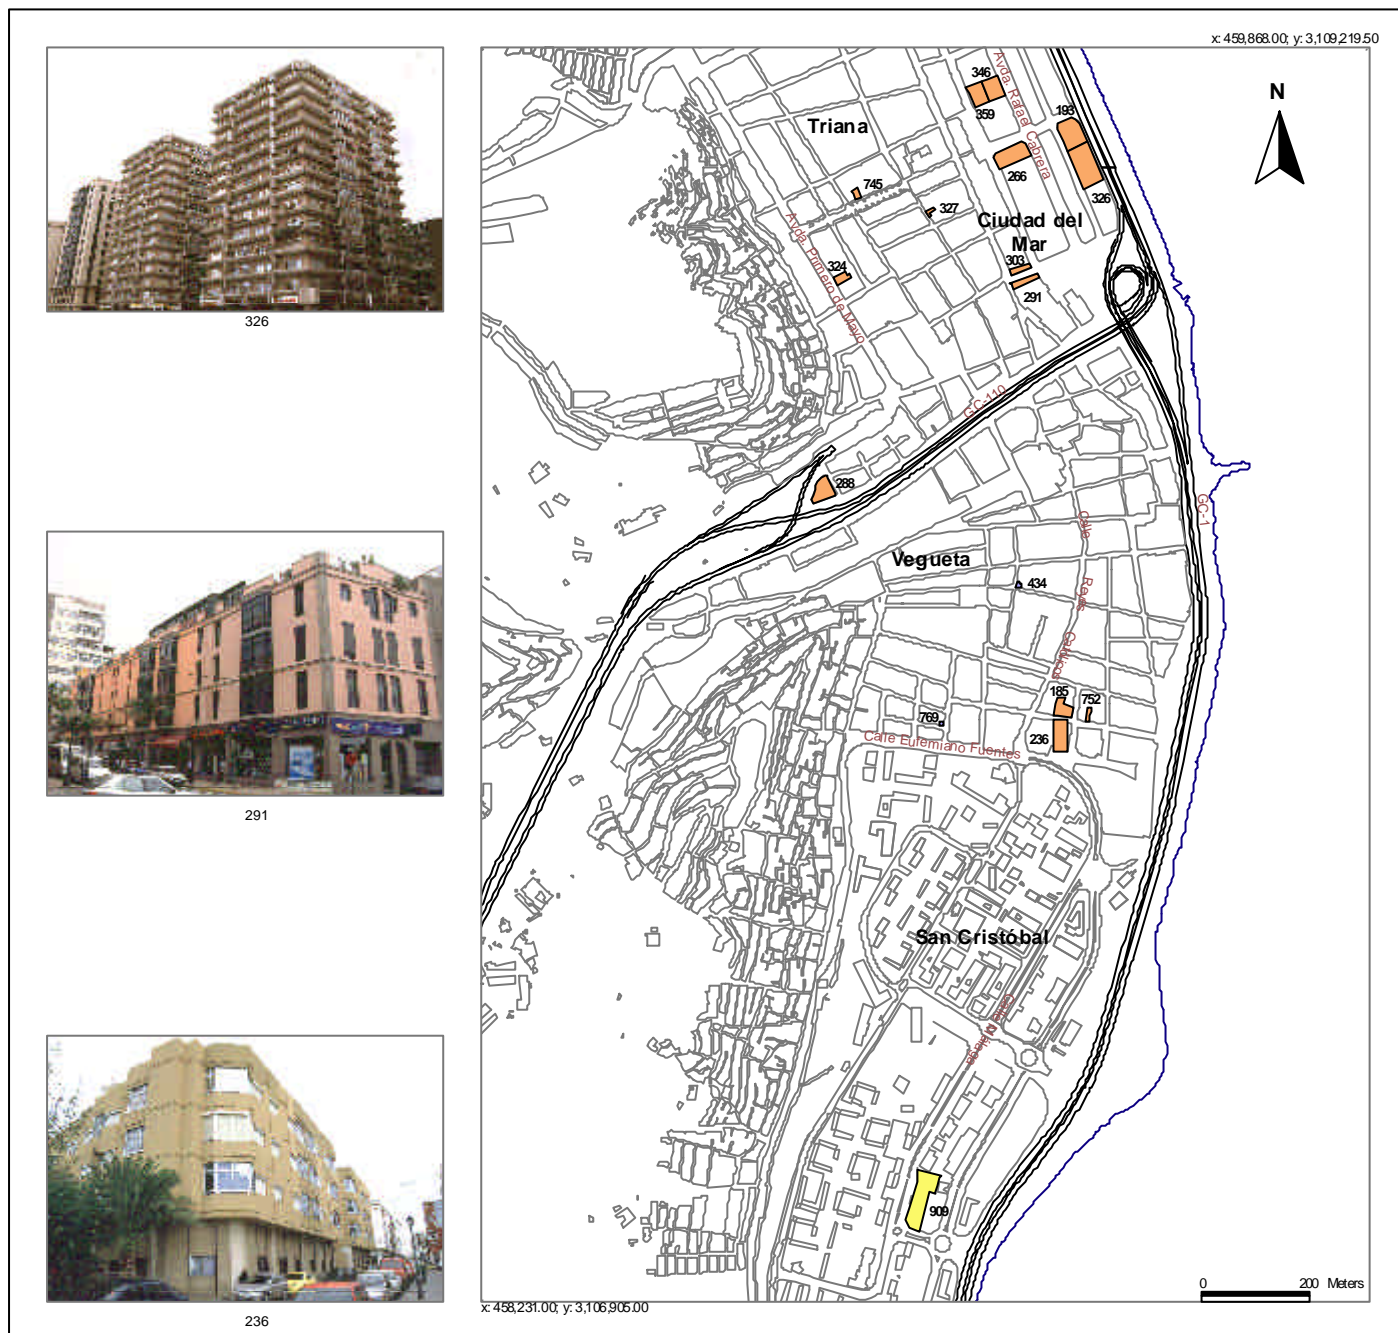 x: 459,868.00; y: 3,109,219.50
N
346
Avda. Rafael Cabrera
359
193
Triana
266
326
745
327
Ciudad del
Mar
Avda. Primero de Mayo
324
303
291
326
GC-110
288
GC-1
Vegueta
434
Calle Reyes Católicos
185
752
769
236
Calle Eufemiano Fuentes
291
San Cristóbal
Calle Málaga
909
0 200 Meters
x: 458,231.00; y: 3,106,905.00
236